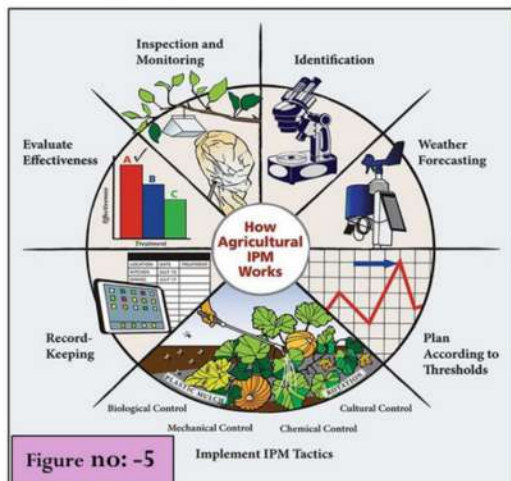 Inspection and
Monitoring
Identification
Evaluate
Effectiveness
A
B
C
Effectiveness
Treatment
Weather
Forecasting
How
Agricultural
IPM
Works
LOCATION DATE TREATMENT
Record-
Keeping
Plan
According to
Thresholds
PLASTIC MULCH
ROTATION
Biological Control
Cultural Control
Mechanical Control
Chemical Control
Implement IPM Tactics
Figure no: -5